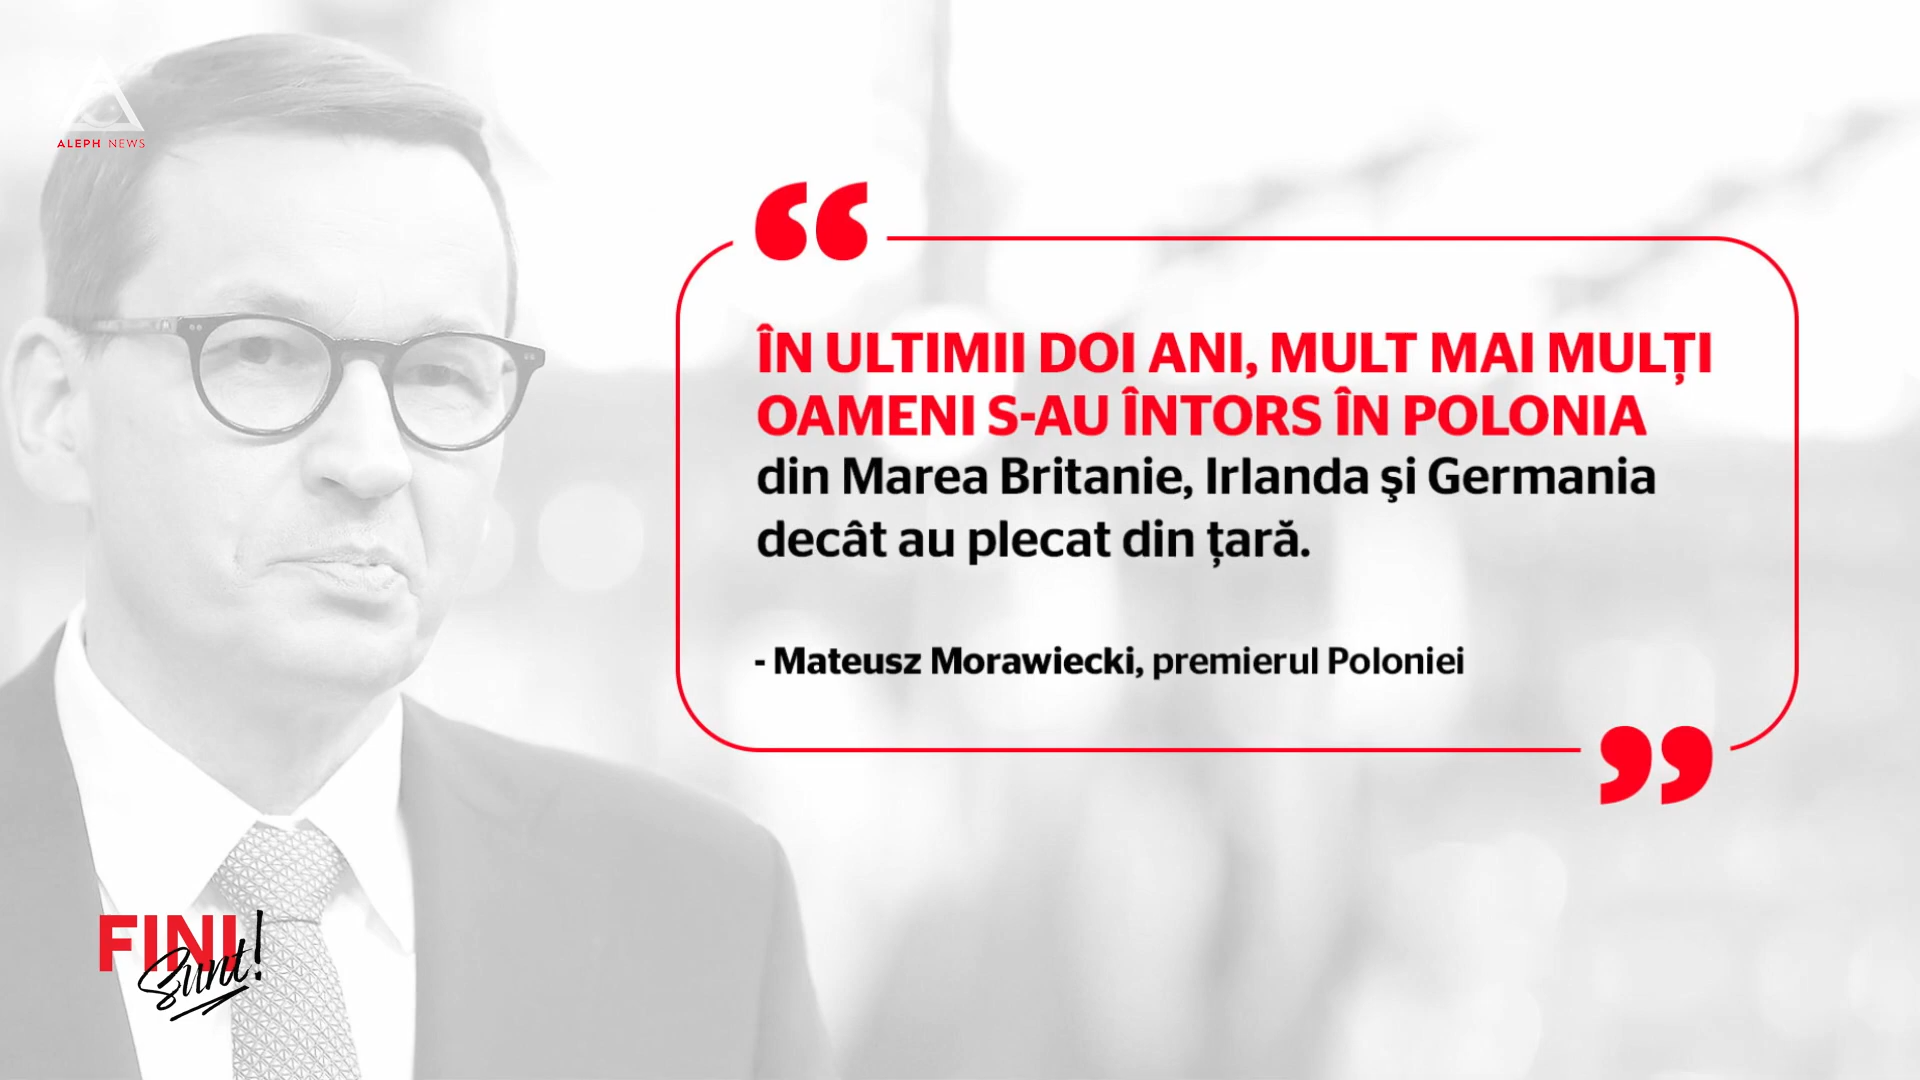 ALEPH NEWS
ÎN ULTIMII DOI ANI, MULT MAI MULȚI
OAMENI S-AU ÎNTORS ÎN POLONIA
din Marea Britanie, Irlanda şi Germania
decât au plecat din țară.
- Mateusz Morawiecki, premierul Poloniei
FINI
Sunt!